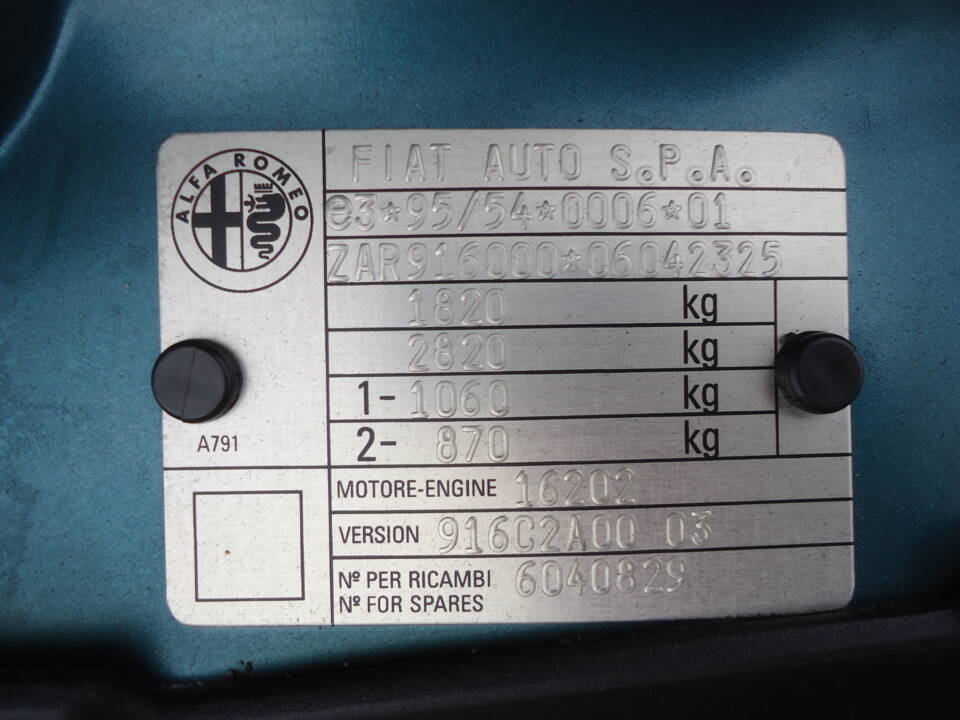 ALFA ROMEO
FIAT AUTO S.P.A.
e3*95/54*0006*01
ZAR916000*06042325
1820 kg
2820 kg
1- 1060 kg
2- 870 kg
A791
MOTORE-ENGINE 16202
VERSION 916C2A00 03
Nº PER RICAMBI 6040829
Nº FOR SPARES